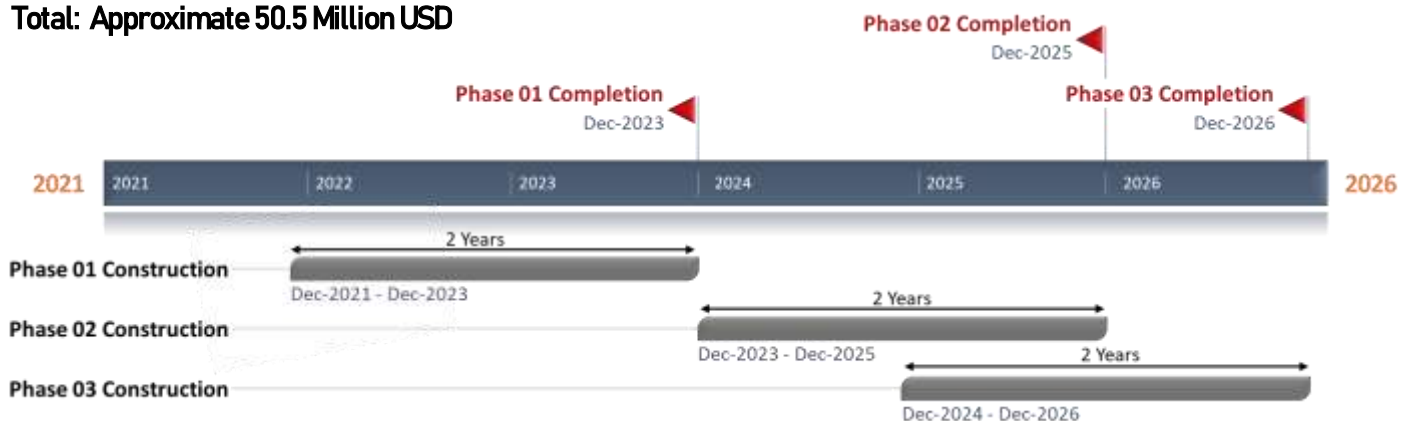 Total: Approximate 50.5 Million USD
Phase 02 Completion
Dec-2025
Phase 01 Completion
Dec-2023
Phase 03 Completion
Dec-2026
2021 2021 2022 2023 2024 2025 2026 2026
2 Years
Phase 01 Construction
Dec-2021 - Dec-2023
2 Years
Phase 02 Construction
Dec-2023 - Dec-2025
2 Years
Phase 03 Construction
Dec-2024 - Dec-2026